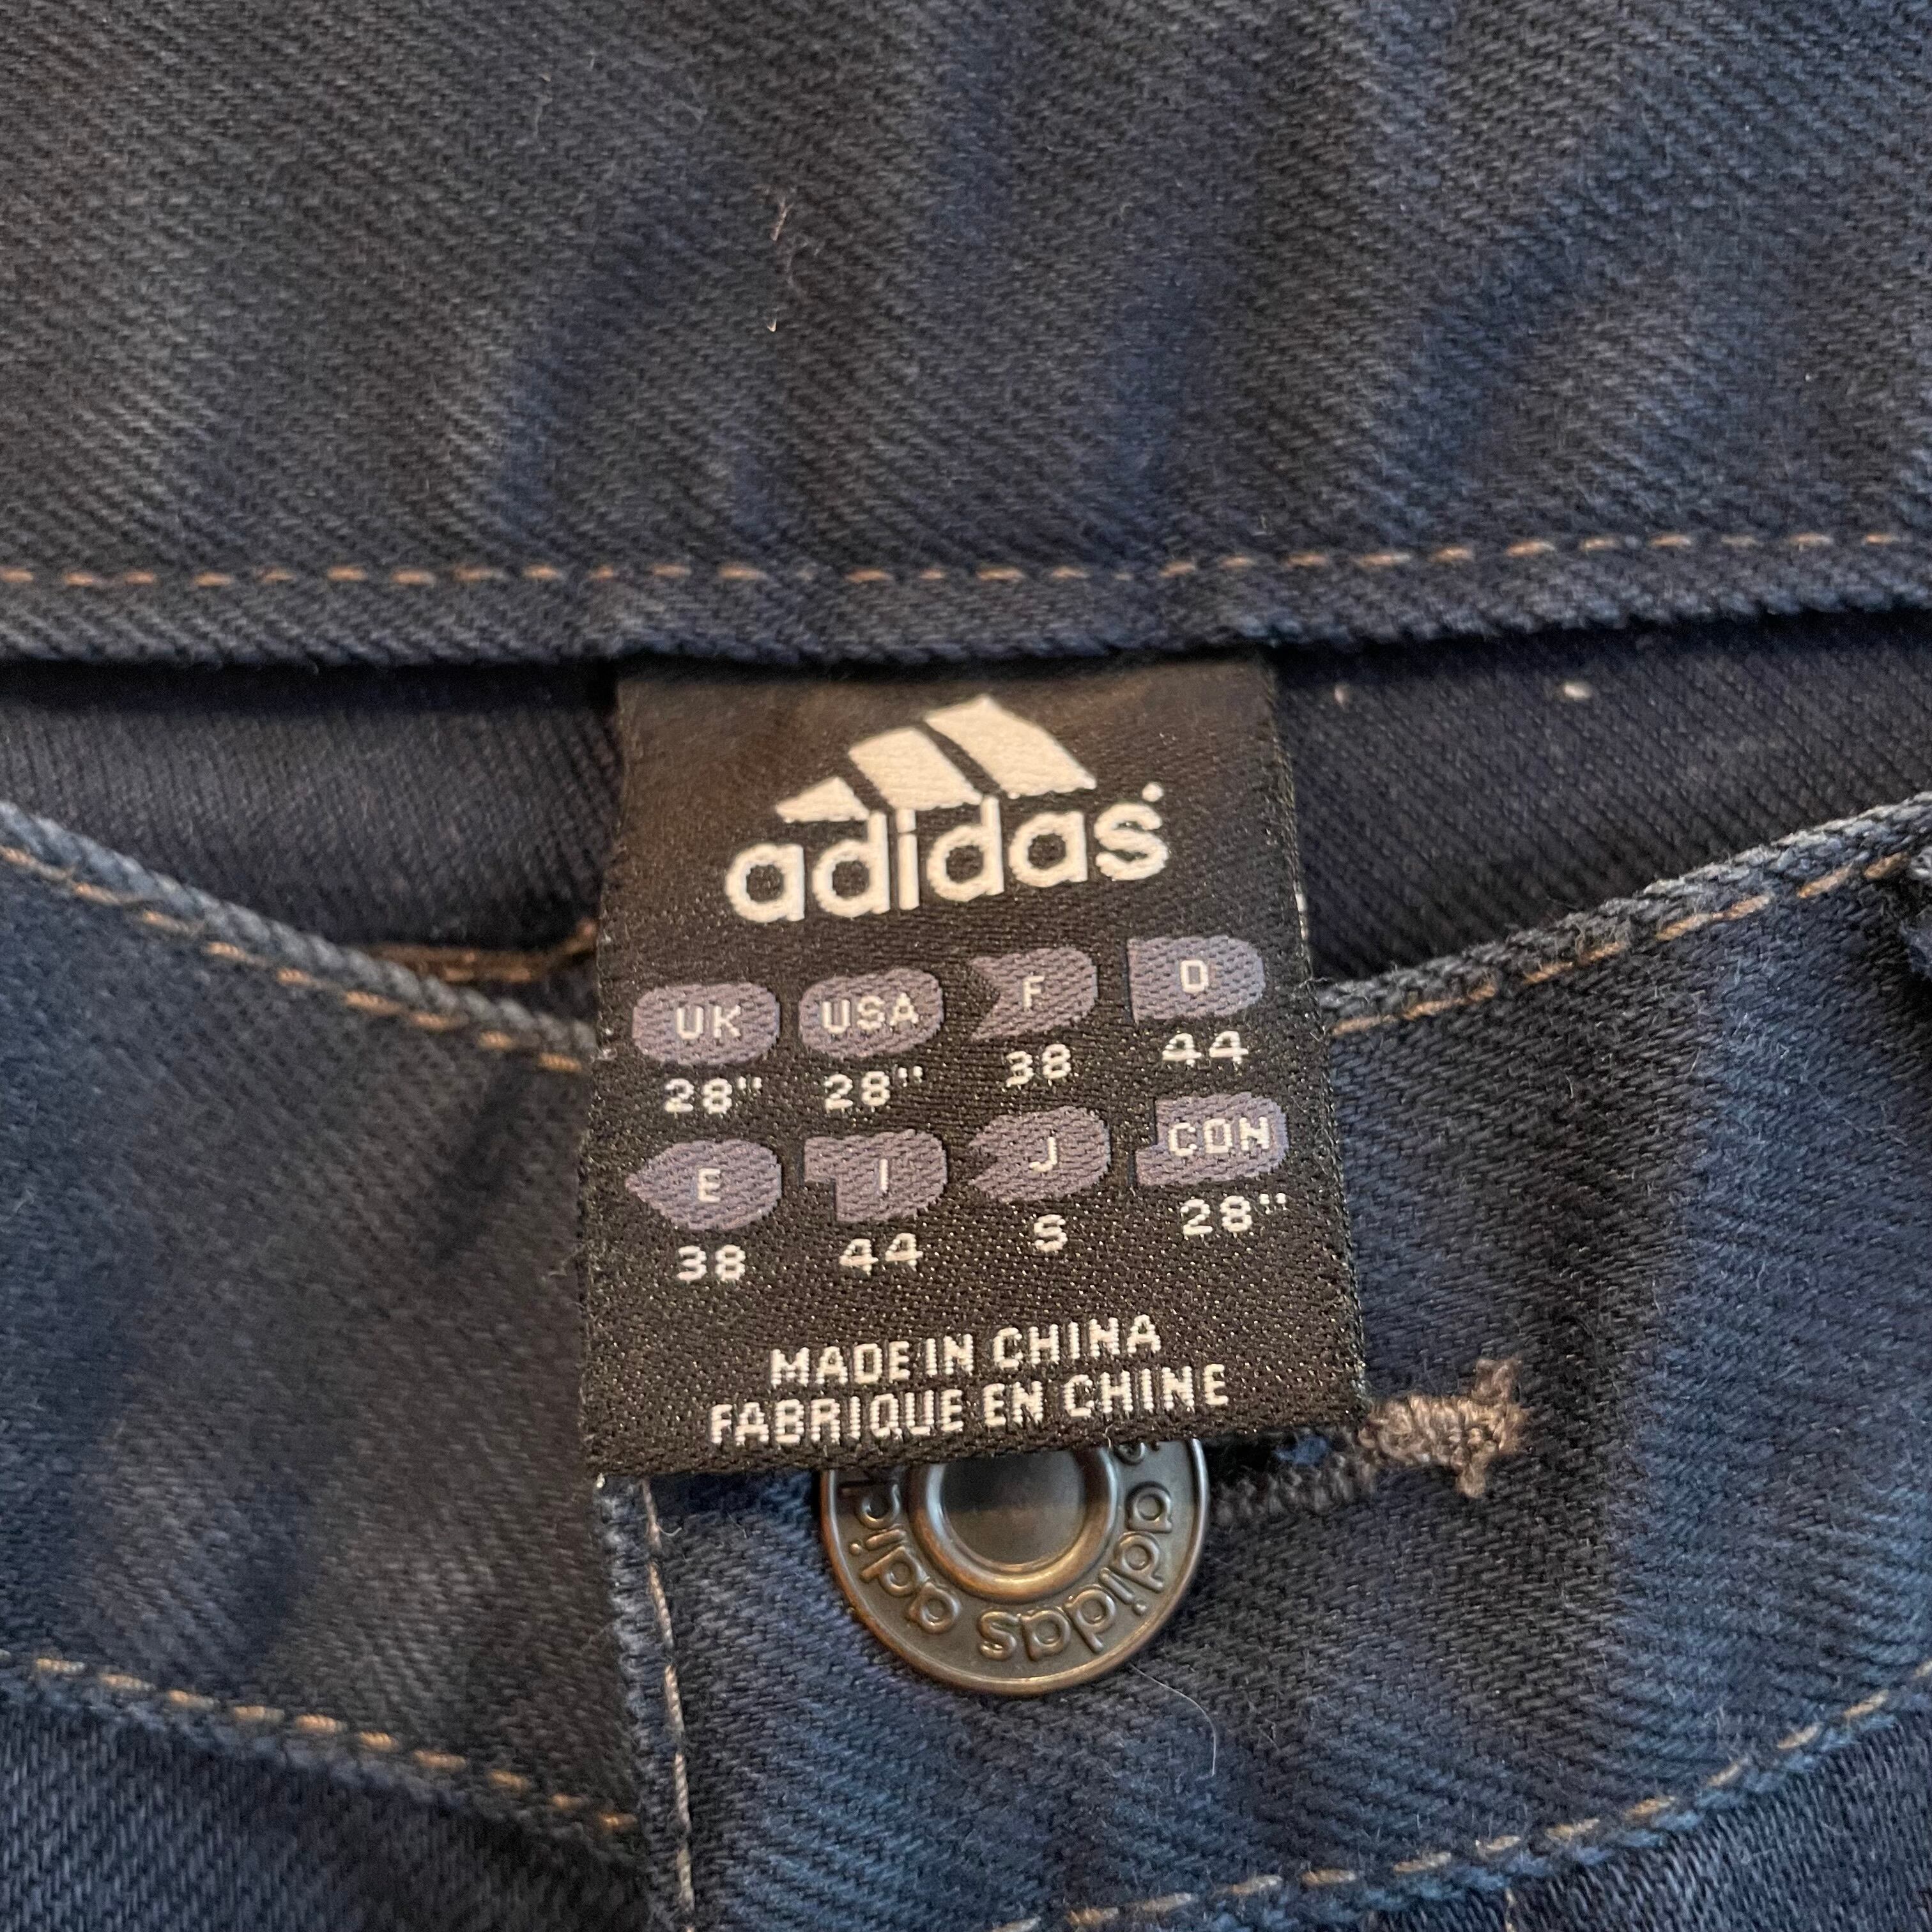 adidas
UK USA F D
28" 28" 38 44
E I J CDN
38 44 S 28"
MADE IN CHINA
FABRIQUE EN CHINE
adidas adidas